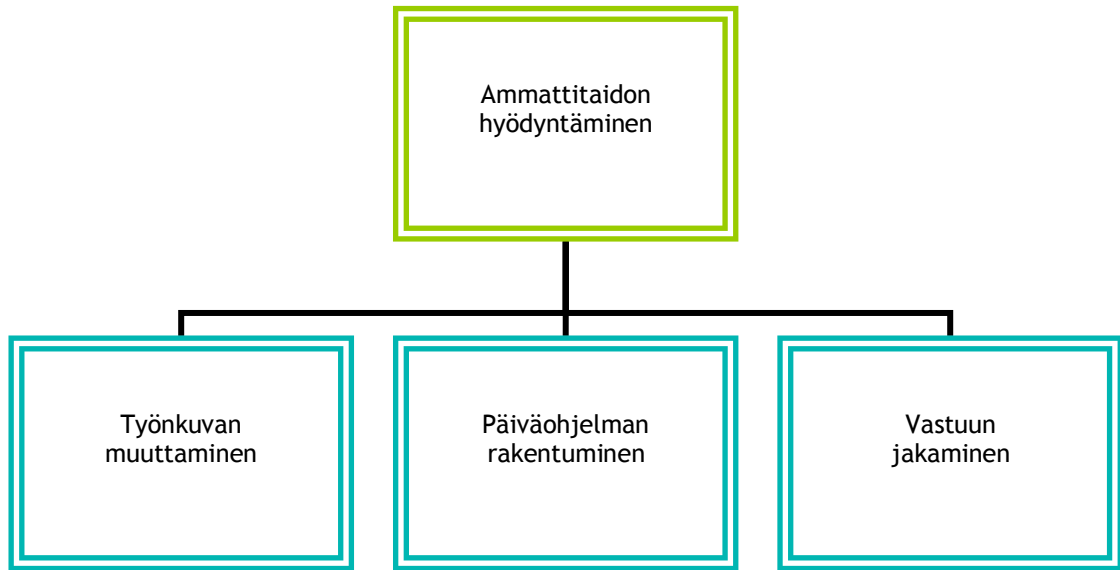 Ammattitaidon
hyödyntäminen
Työnkuvan
muuttaminen
Päiväohjelman
rakentuminen
Vastuun
jakaminen